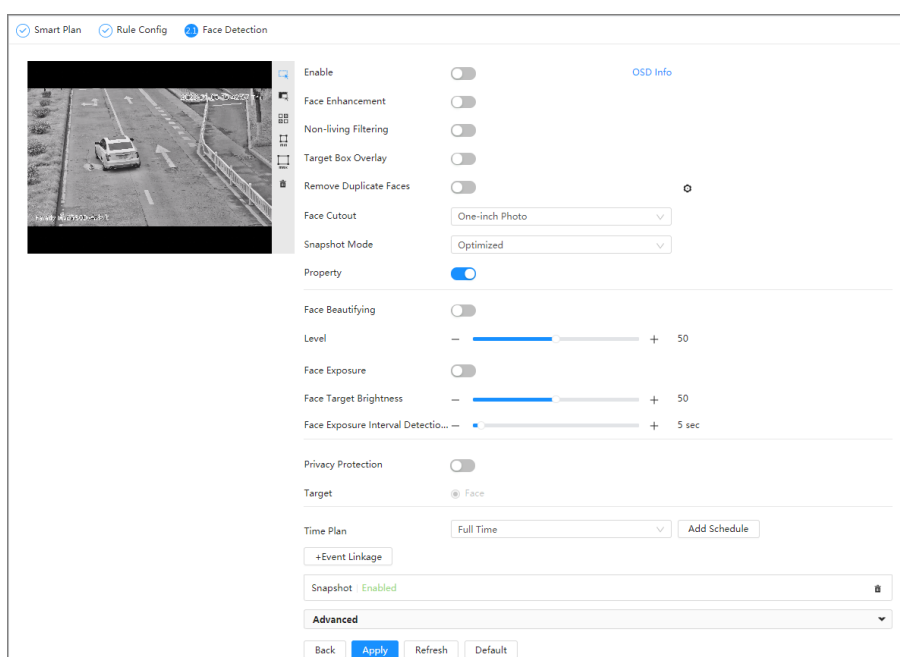 Smart Plan
Rule Config
2.1 Face Detection
Enable
OSD Info
Face Enhancement
Non-living Filtering
Target Box Overlay
Remove Duplicate Faces
Face Cutout
One-inch Photo
Snapshot Mode
Optimized
Property
Face Beautifying
Level
50
Face Exposure
Face Target Brightness
50
Face Exposure Interval Detectio...
5 sec
Privacy Protection
Target
Face
Time Plan
Full Time
Add Schedule
+Event Linkage
Snapshot
Enabled
Advanced
Back
Apply
Refresh
Default